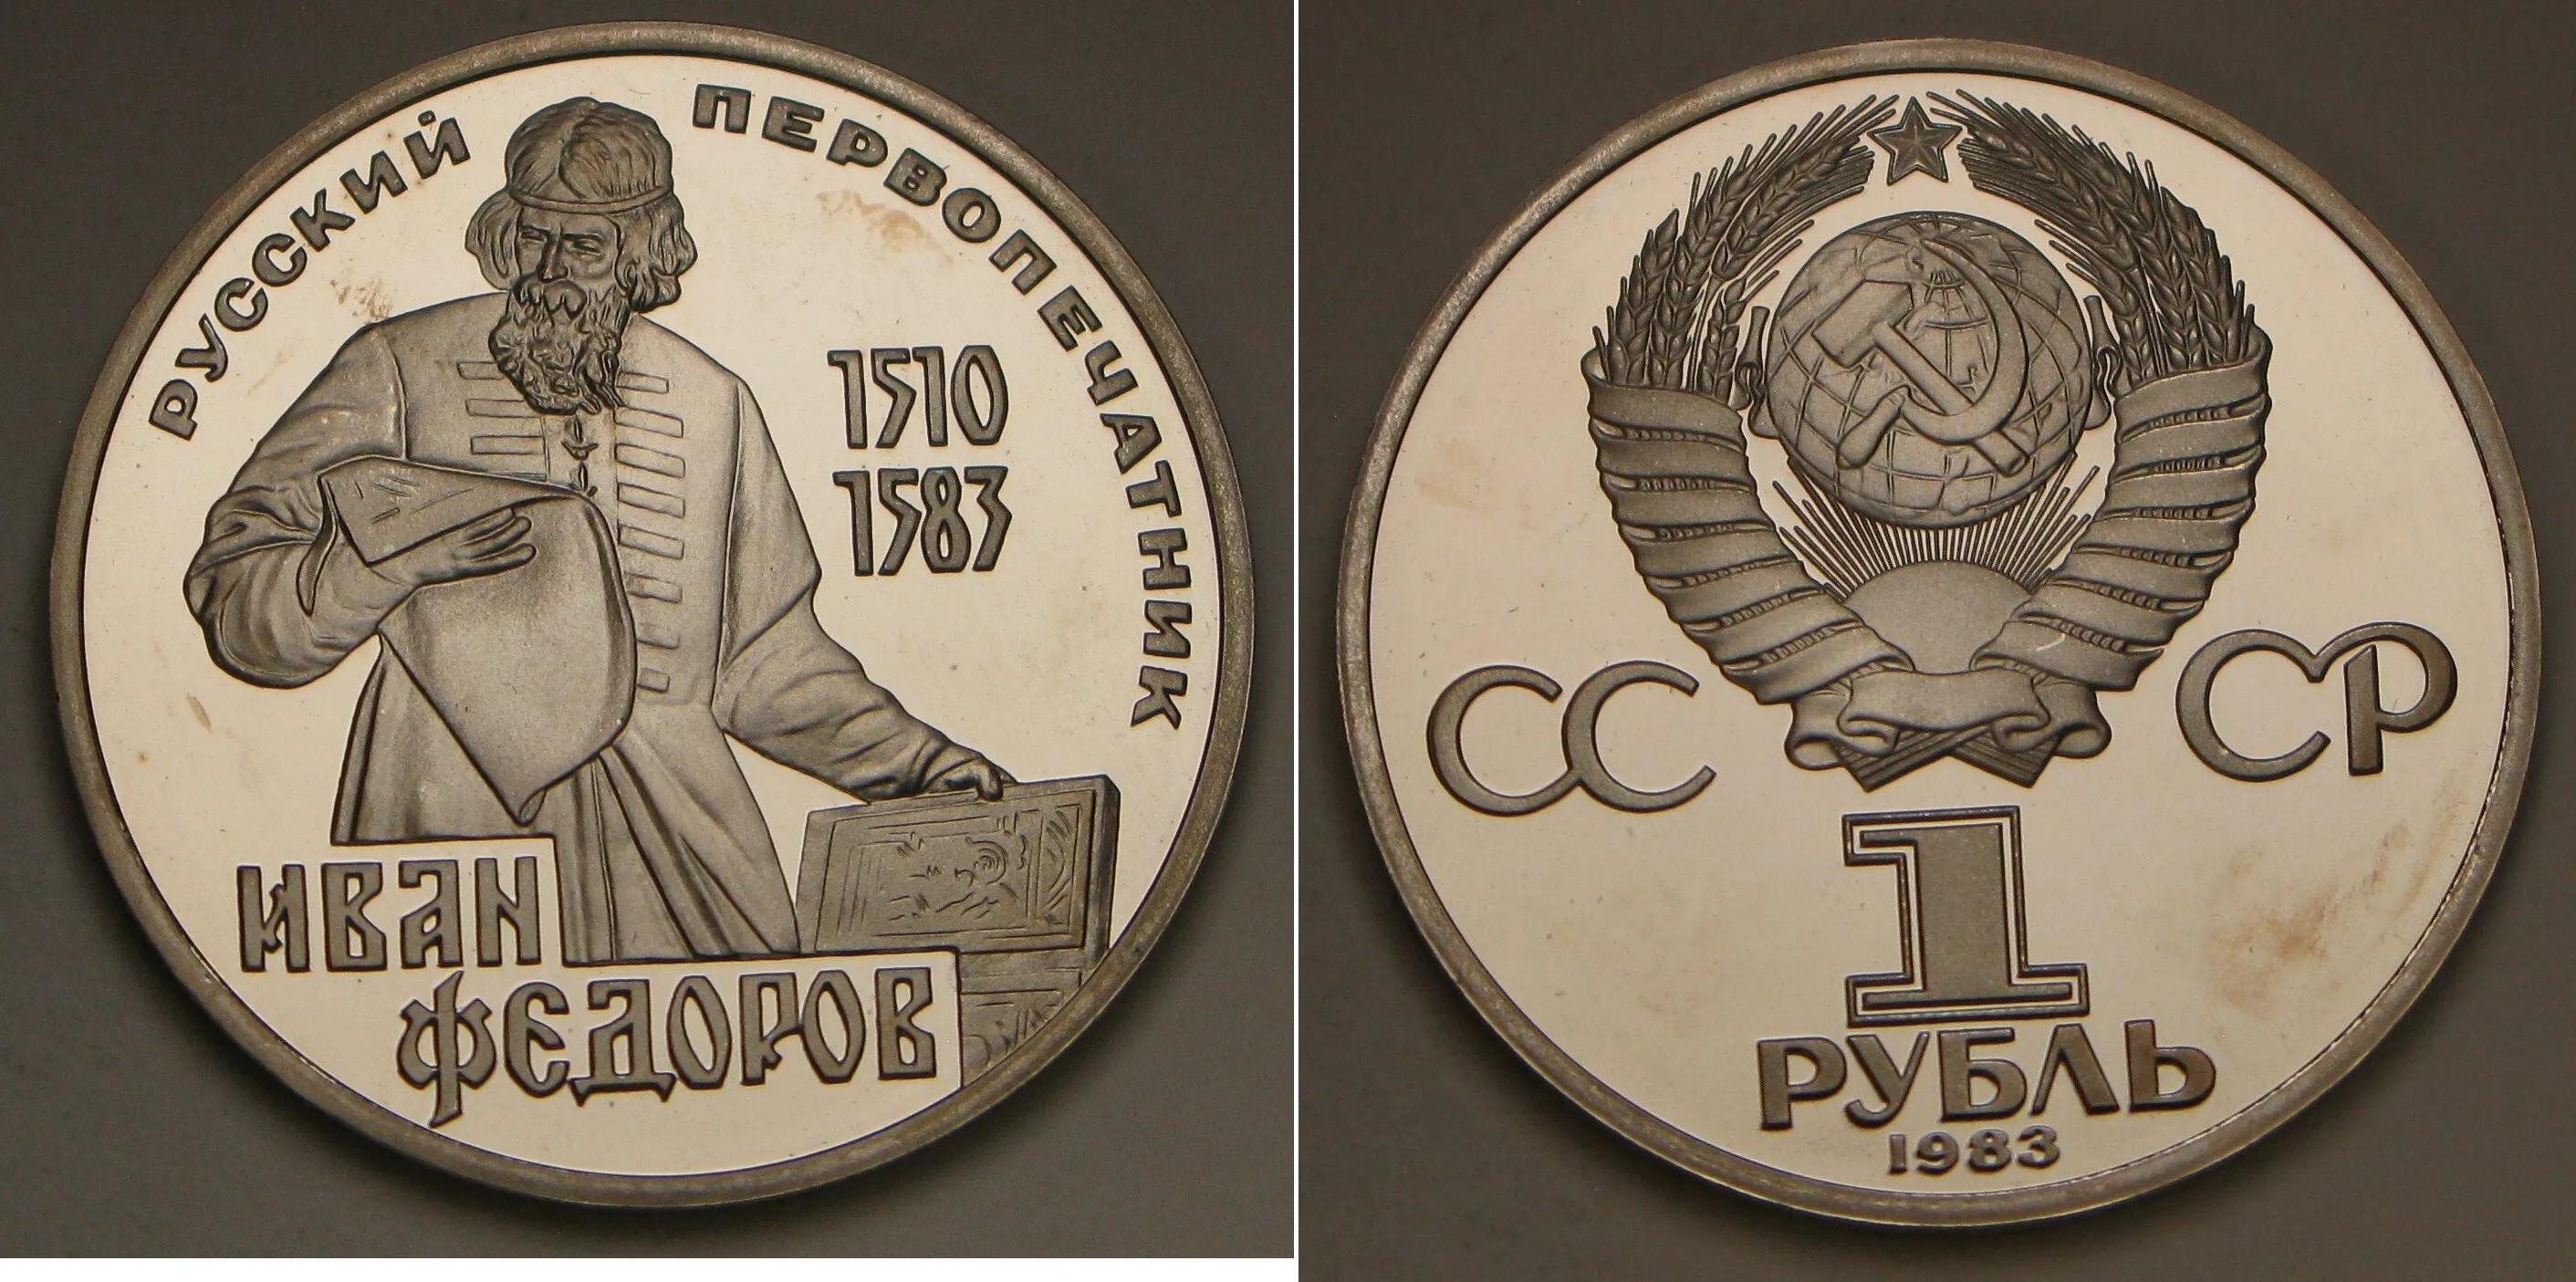 РУССКИЙ ПЕРВОПЕЧАТНИК
1510
1583
ИВАН
ФЕДОРОВ
СС СР
1
РУБЛЬ
1983